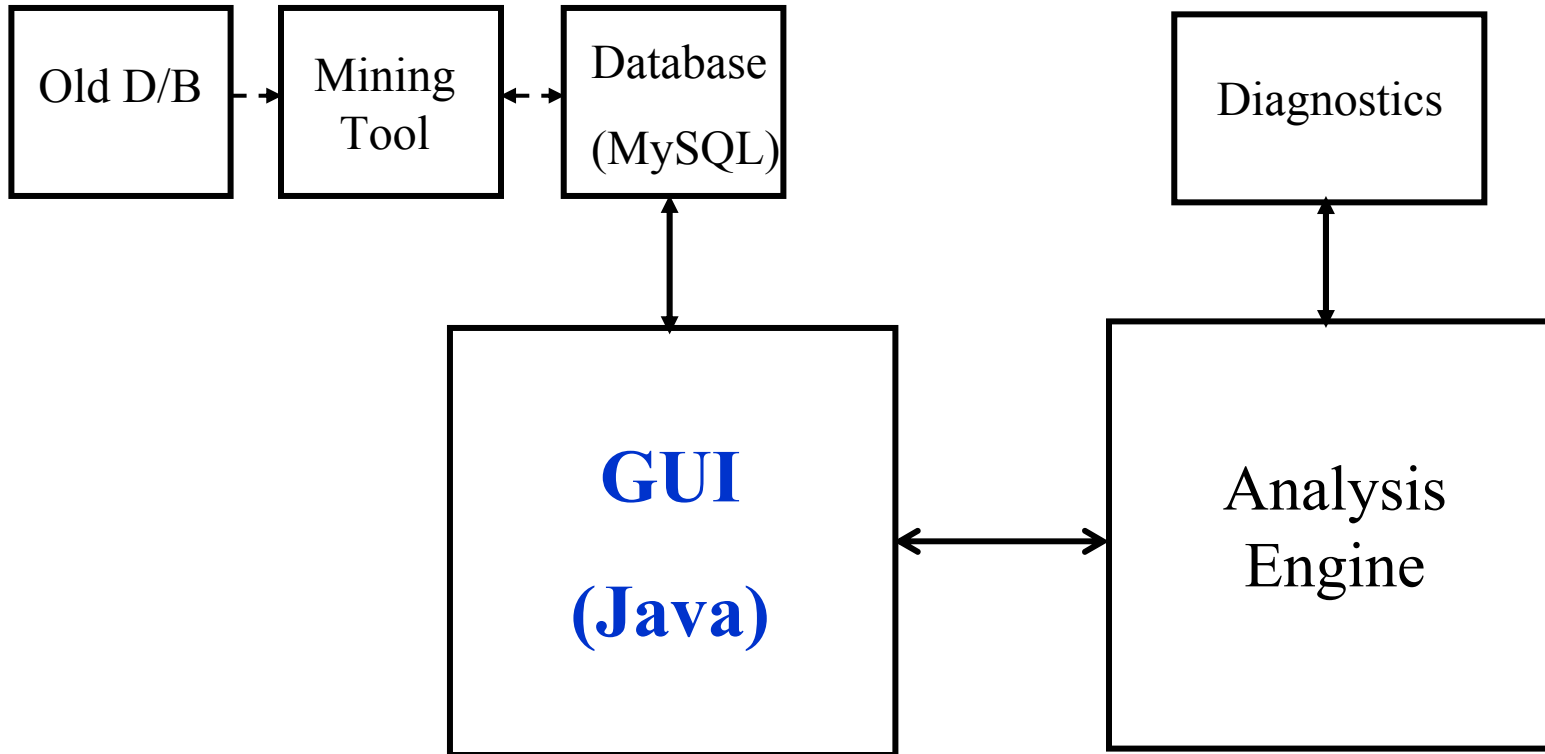 Old D/B
Mining
Tool
Database
(MySQL)
Diagnostics
GUI
(Java)
Analysis
Engine